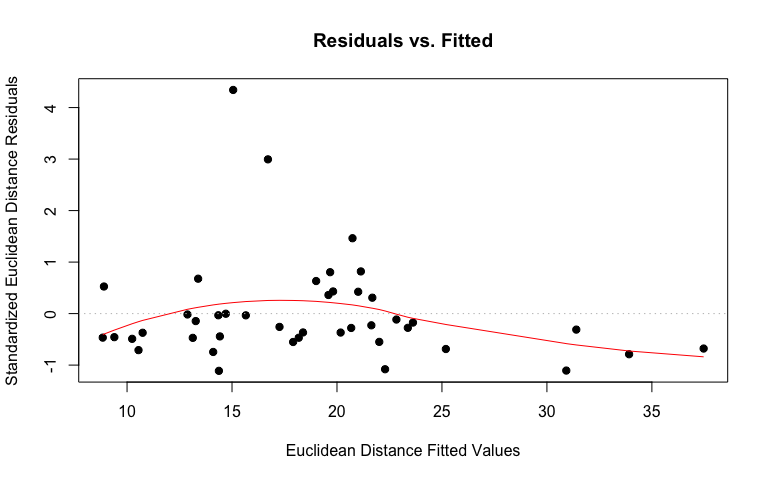 Residuals vs. Fitted
Standardized Euclidean Distance Residuals
4
3
2
1
0
-1
10 15 20 25 30 35
Euclidean Distance Fitted Values